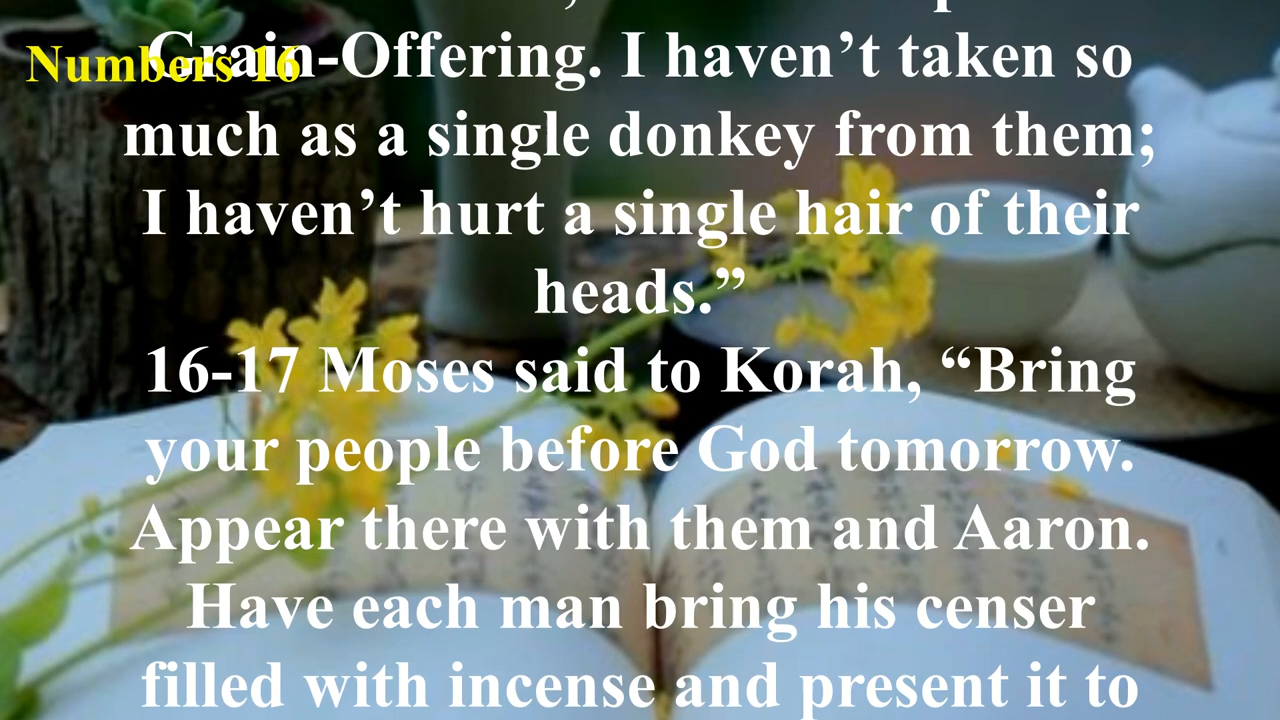 Numbers 16
Grain-Offering. I haven’t taken so
much as a single donkey from them;
I haven’t hurt a single hair of their
heads.”
16-17 Moses said to Korah, “Bring
your people before God tomorrow.
Appear there with them and Aaron.
Have each man bring his censer
filled with incense and present it to